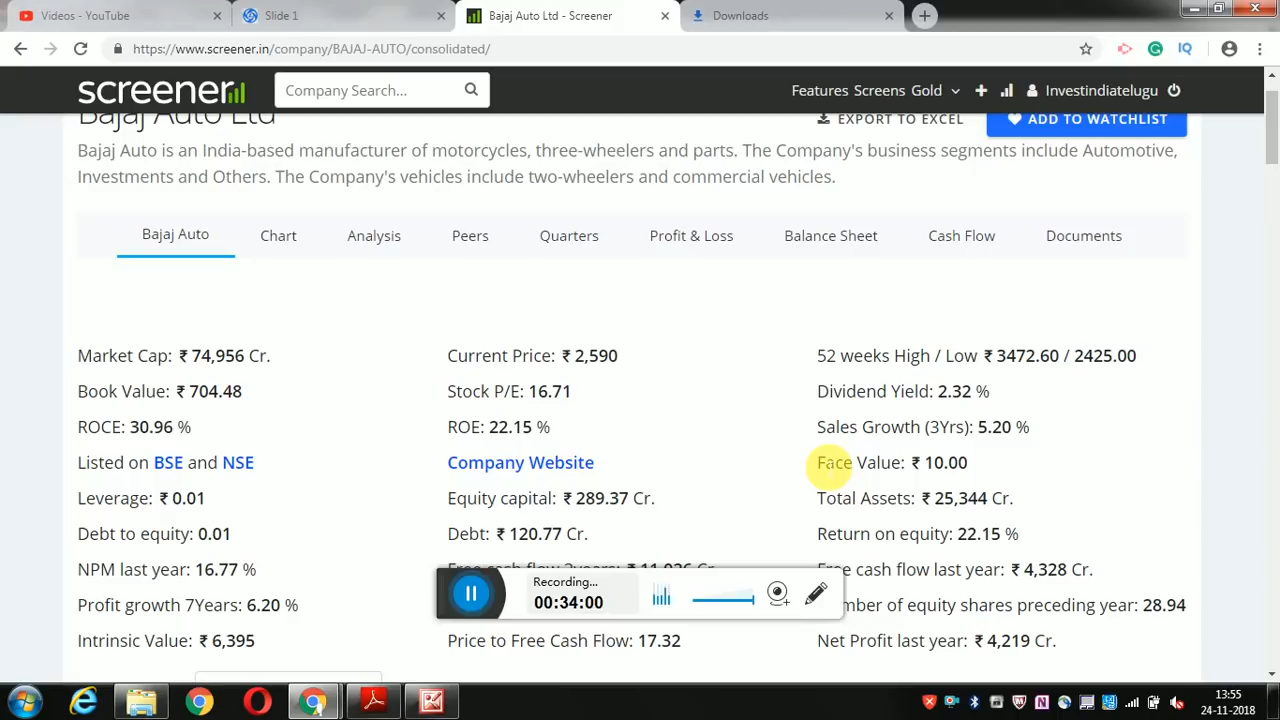 Videos - YouTube
Slide 1
Bajaj Auto Ltd - Screener
Downloads
https://www.screener.in/company/BAJAJ-AUTO/consolidated/
screener
Company Search...
Features Screens Gold
Investindiatelugu
Bajaj Auto Ltd
EXPORT TO EXCEL
ADD TO WATCHLIST
Bajaj Auto is an India-based manufacturer of motorcycles, three-wheelers and parts. The Company's business segments include Automotive,
Investments and Others. The Company's vehicles include two-wheelers and commercial vehicles.
Bajaj Auto Chart Analysis Peers Quarters Profit & Loss Balance Sheet Cash Flow Documents
Market Cap: ₹ 74,956 Cr. Current Price: ₹ 2,590 52 weeks High / Low ₹ 3472.60 / 2425.00
Book Value: ₹ 704.48 Stock P/E: 16.71 Dividend Yield: 2.32 %
ROCE: 30.96 % ROE: 22.15 % Sales Growth (3Yrs): 5.20 %
Listed on BSE and NSE Company Website Face Value: ₹ 10.00
Leverage: ₹ 0.01 Equity capital: ₹ 289.37 Cr. Total Assets: ₹ 25,344 Cr.
Debt to equity: 0.01 Debt: ₹ 120.77 Cr. Return on equity: 22.15 %
NPM last year: 16.77 % Free cash flow last year: ₹ 4,328 Cr.
Recording...
00:34:00
Profit growth 7Years: 6.20 % of equity shares preceding year: 28.94
Intrinsic Value: ₹ 6,395 Price to Free Cash Flow: 17.32 Net Profit last year: ₹ 4,219 Cr.
13:55
24-11-2018